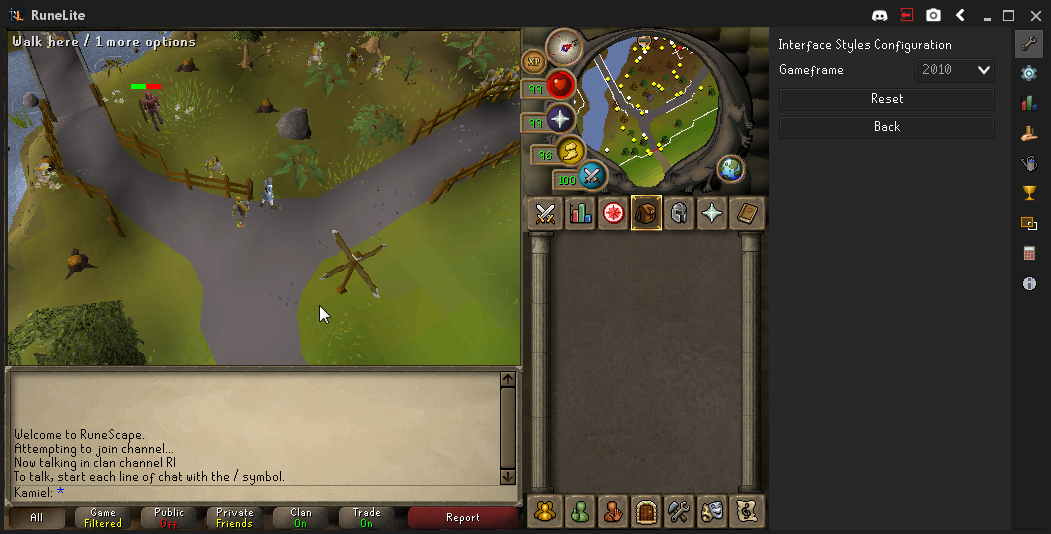 RuneLite
Walk here / 1 more options
XP
99
99
96
100
Interface Styles Configuration
Gameframe
2010
Reset
Back
Welcome to RuneScape.
Attempting to join channel...
Now talking in clan channel Rl
To talk, start each line of chat with the / symbol.
Kamiel: *
All
Game
Filtered
Public
Off
Private
Friends
Clan
On
Trade
On
Report